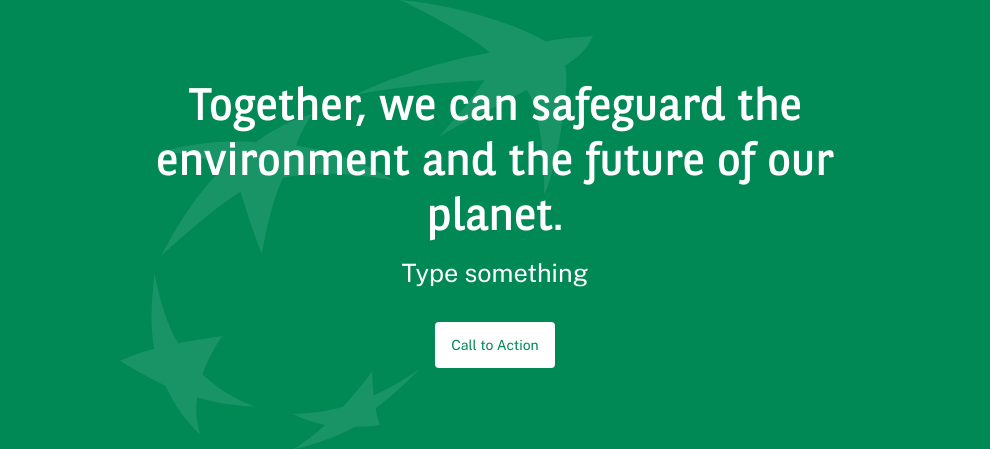 Together, we can safeguard the
environment and the future of our
planet.
Type something
Call to Action